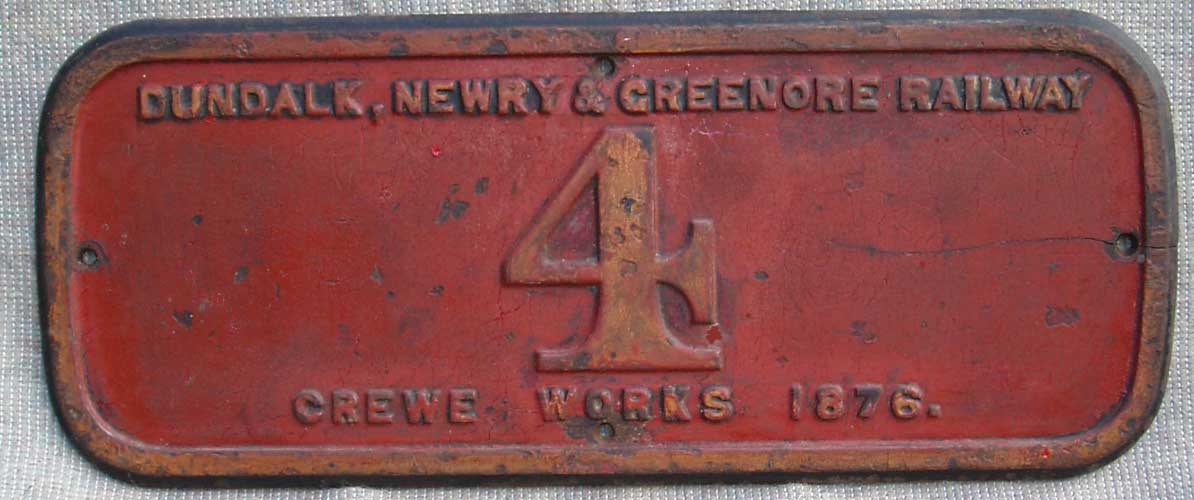 DUNDALK, NEWRY & GREENORE RAILWAY
4
CREWE WORKS 1876.